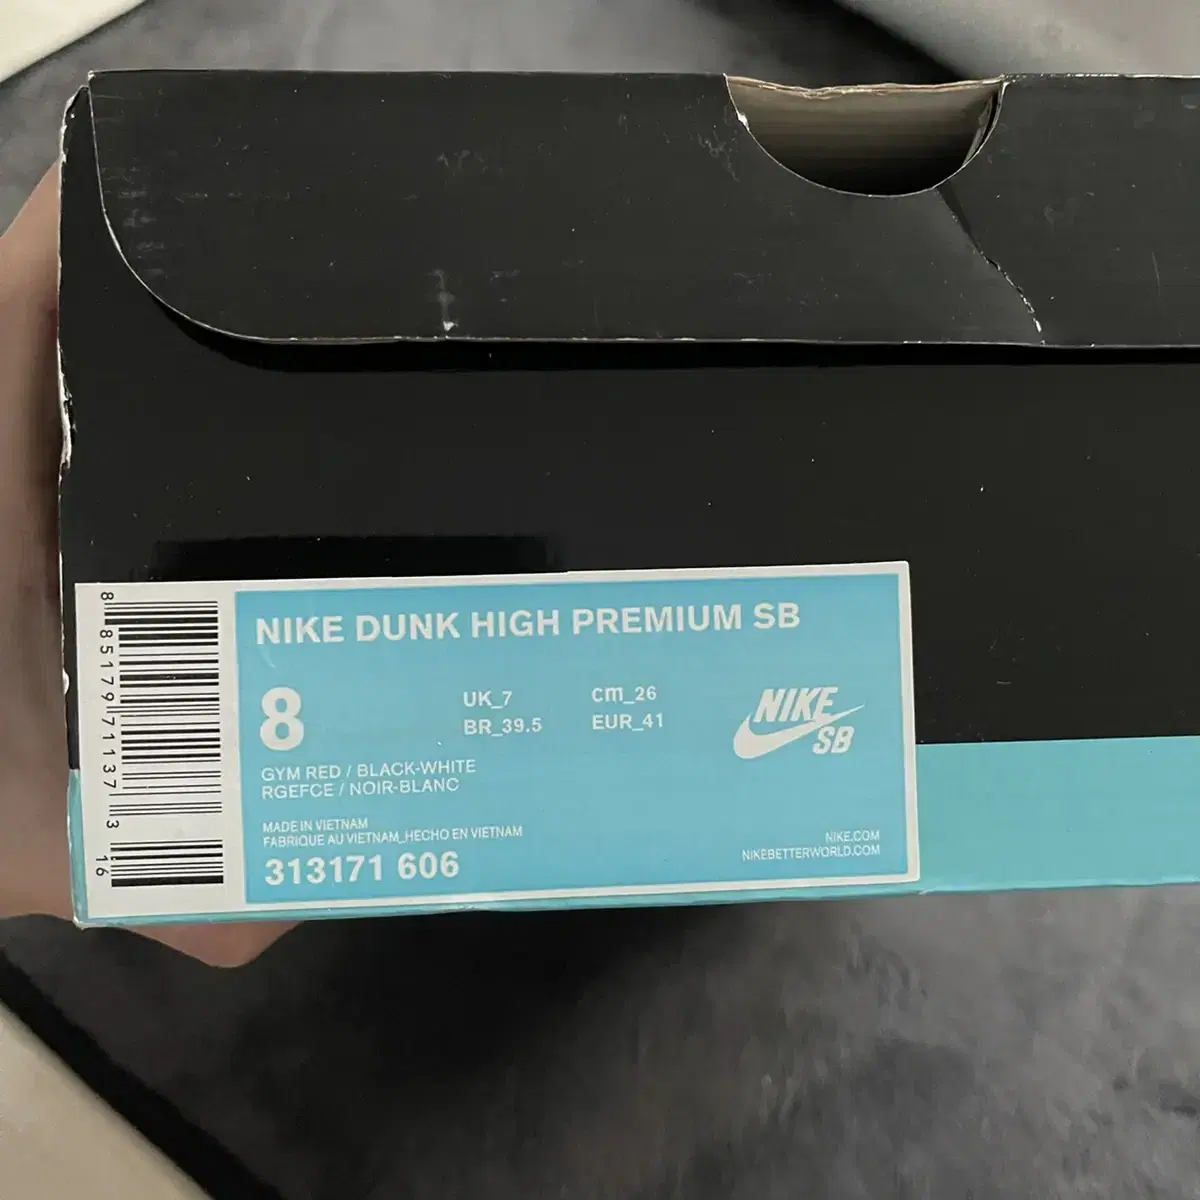 NIKE DUNK HIGH PREMIUM SB
8
UK_7
cm_26
BR_39.5
EUR_41
NIKE
SB
GYM RED / BLACK-WHITE
RGEFCE / NOIR-BLANC
MADE IN VIETNAM
FABRIQUE AU VIETNAM_HECHO EN VIETNAM
313171 606
NIKE.COM
NIKEBETTERWORLD.COM
8 85179 71137 3
16